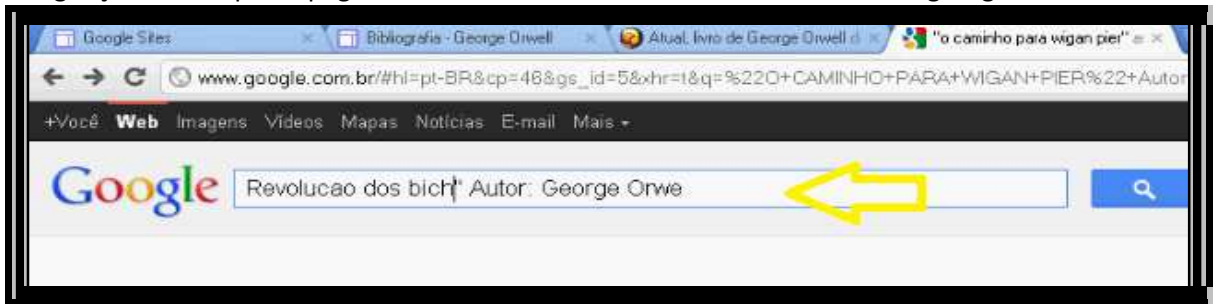 Google Sites Bibliografia - George Orwell Atual, livro de George Orwell d "o caminho para wigan pier"
www.google.com.br/#hl=pt-BR&cp=46&gs_id=5&xhr=t&q=%22O+CAMINHO+PARA+WIGAN+PIER%22+Autor
+Você Web Imagens Vídeos Mapas Notícias E-mail Mais
Google Revolucao dos bich" Autor: George Orwe